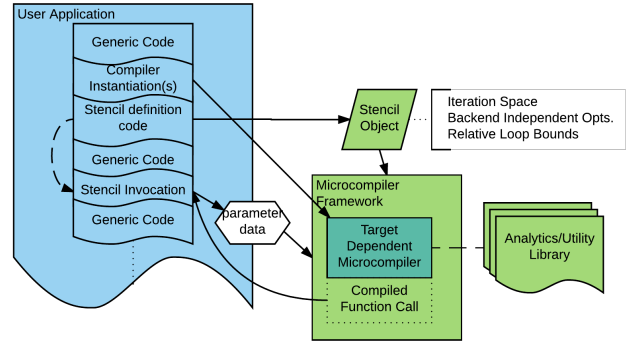 User Application
Generic Code
Compiler
Instantiation(s)
Stencil definition
code
Generic Code
Stencil Invocation
Generic Code
parameter
data
Stencil
Object
Iteration Space
Backend Independent Opts.
Relative Loop Bounds
Microcompiler
Framework
Target
Dependent
Microcompiler
Compiled
Function Call
Analytics/Utility
Library